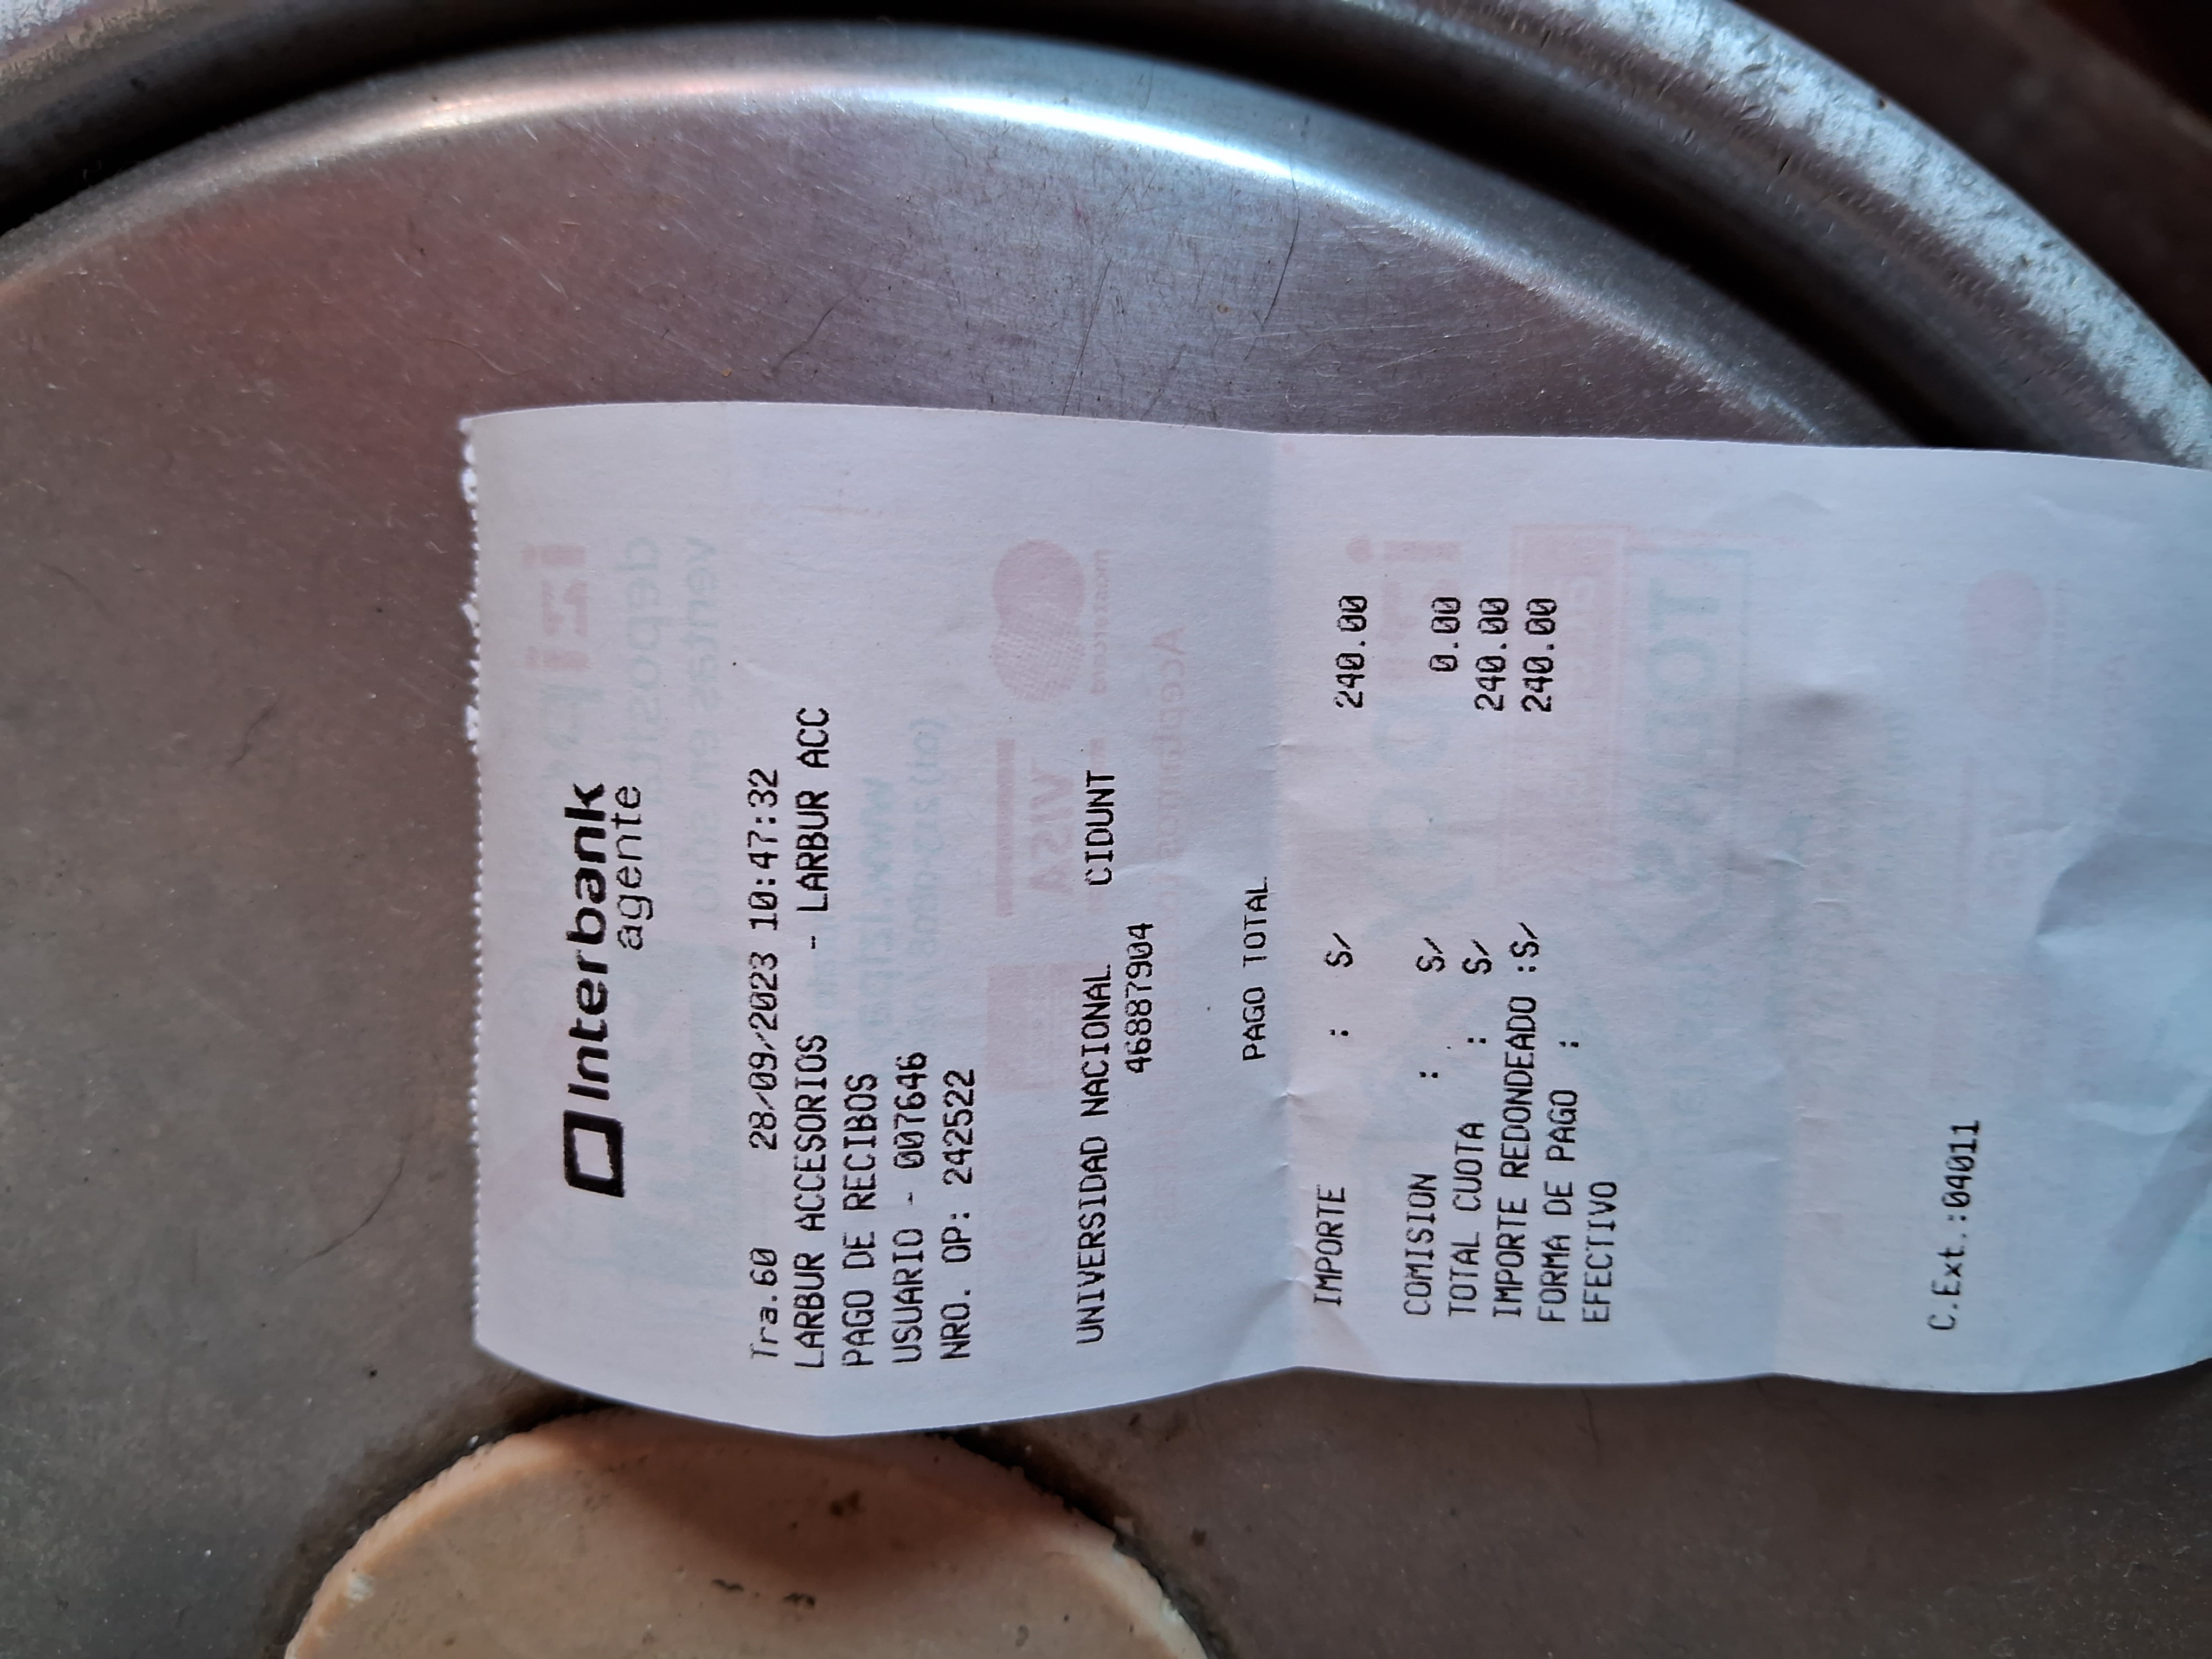 Interbank
agente
Tra.60 28/09/2023 10:47:32
LARBUR ACCESORIOS - LARBUR ACC
PAGO DE RECIBOS
USUARIO - 007646
NRO. OP: 242522
UNIVERSIDAD NACIONAL CIDUNT
46887904
PAGO TOTAL
IMPORTE : S/ 240.00
COMISION : S/ 0.00
TOTAL CUOTA : S/ 240.00
IMPORTE REDONDEADO :S/ 240.00
FORMA DE PAGO :
EFECTIVO
C.Ext.:04011